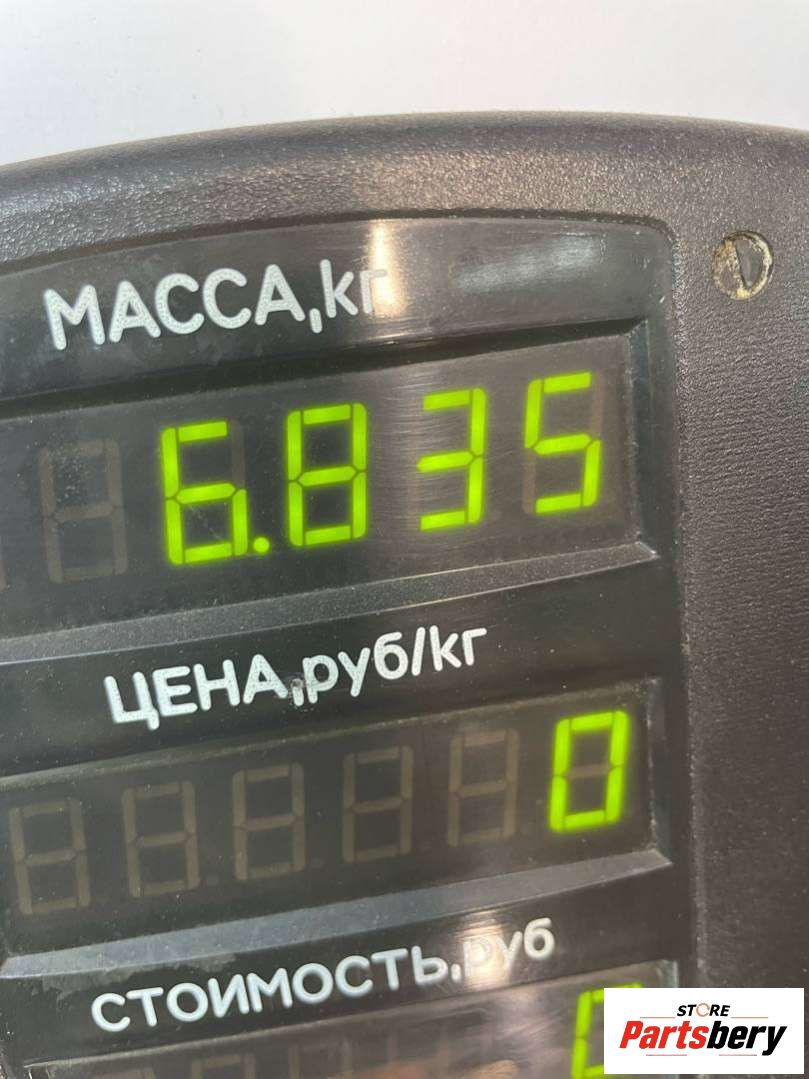 МАССА,кг
6.835
ЦЕНА,руб/кг
0
СТОИМОСТЬ,руб
STORE
Partsbery